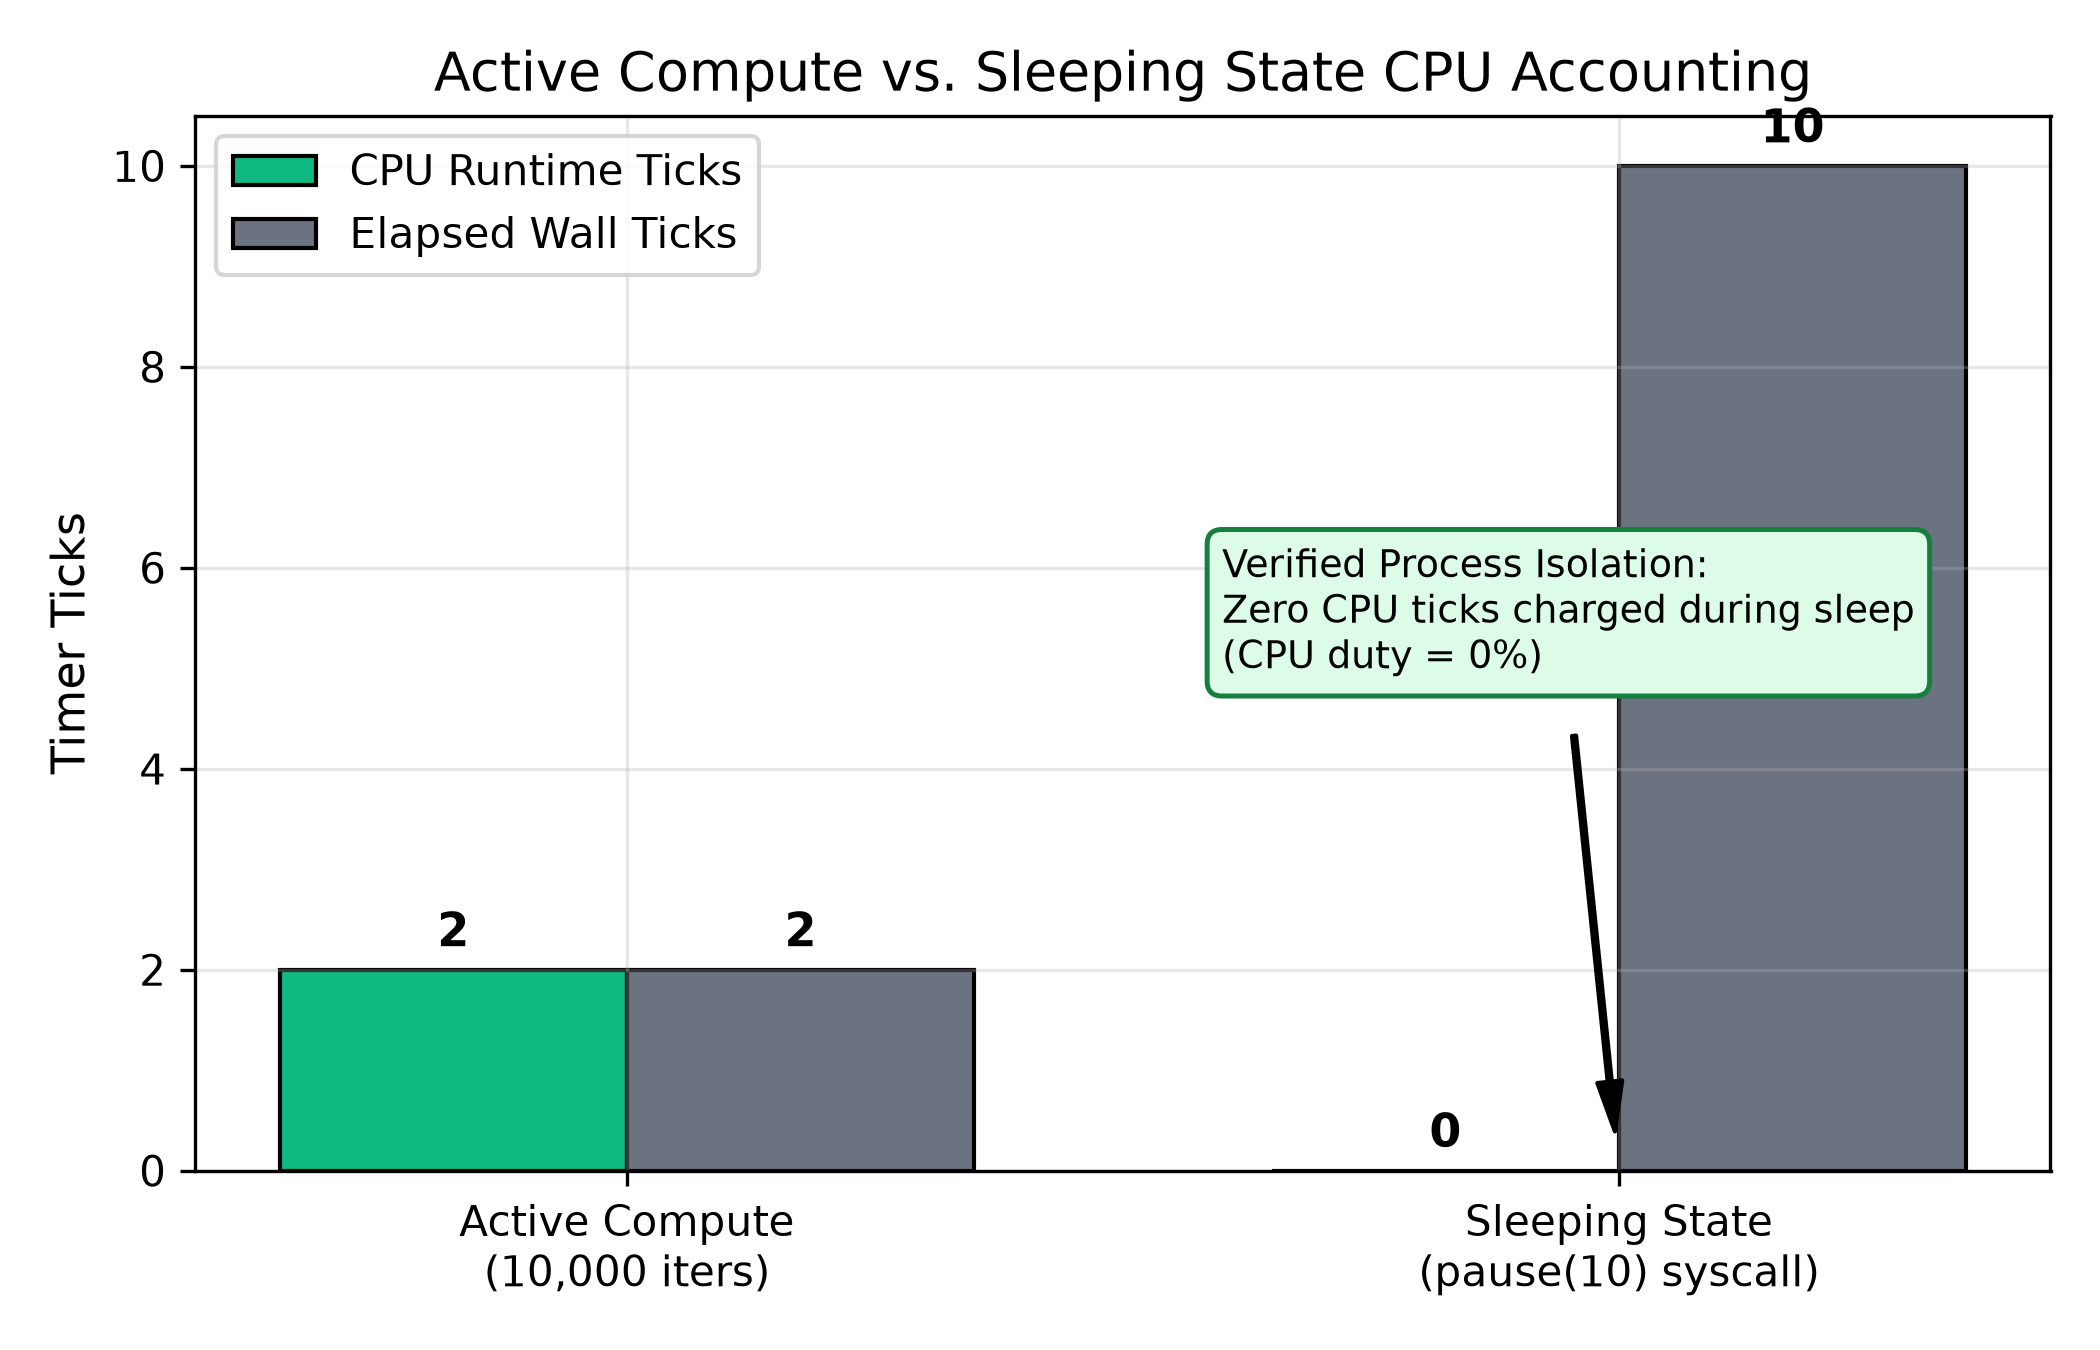 Active Compute vs. Sleeping State CPU Accounting
CPU Runtime Ticks
Elapsed Wall Ticks
Timer Ticks
10
8
6
4
2
0
2
2
0
10
Verified Process Isolation:
Zero CPU ticks charged during sleep
(CPU duty = 0%)
Active Compute
(10,000 iters)
Sleeping State
(pause(10) syscall)